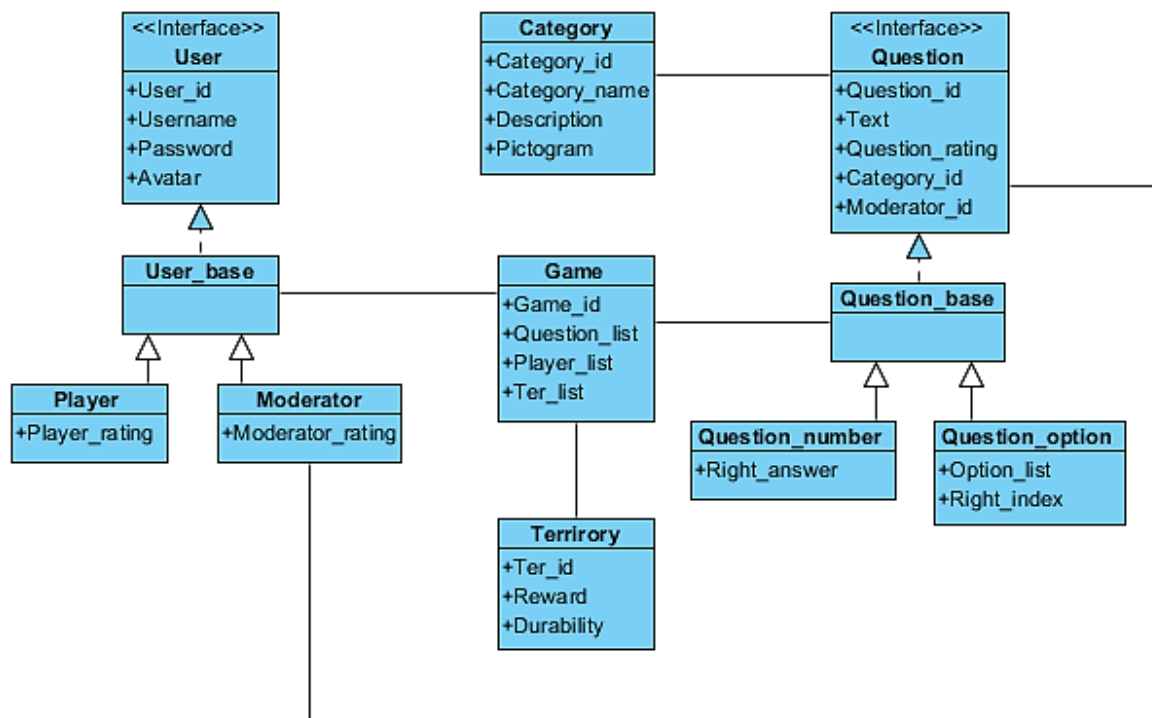 <<Interface>>
User
+User_id
+Username
+Password
+Avatar
Category
+Category_id
+Category_name
+Description
+Pictogram
<<Interface>>
Question
+Question_id
+Text
+Question_rating
+Category_id
+Moderator_id
User_base
Game
+Game_id
+Question_list
+Player_list
+Ter_list
Question_base
Player
+Player_rating
Moderator
+Moderator_rating
Question_number
+Right_answer
Question_option
+Option_list
+Right_index
Terrirory
+Ter_id
+Reward
+Durability